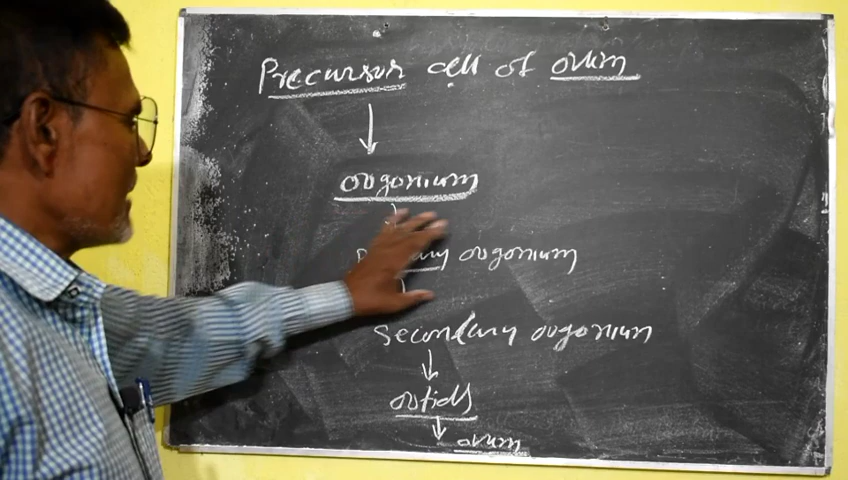 Precursor cell of ovum
oogonium
oogonium
Secondary oogonium
ootids
ovum